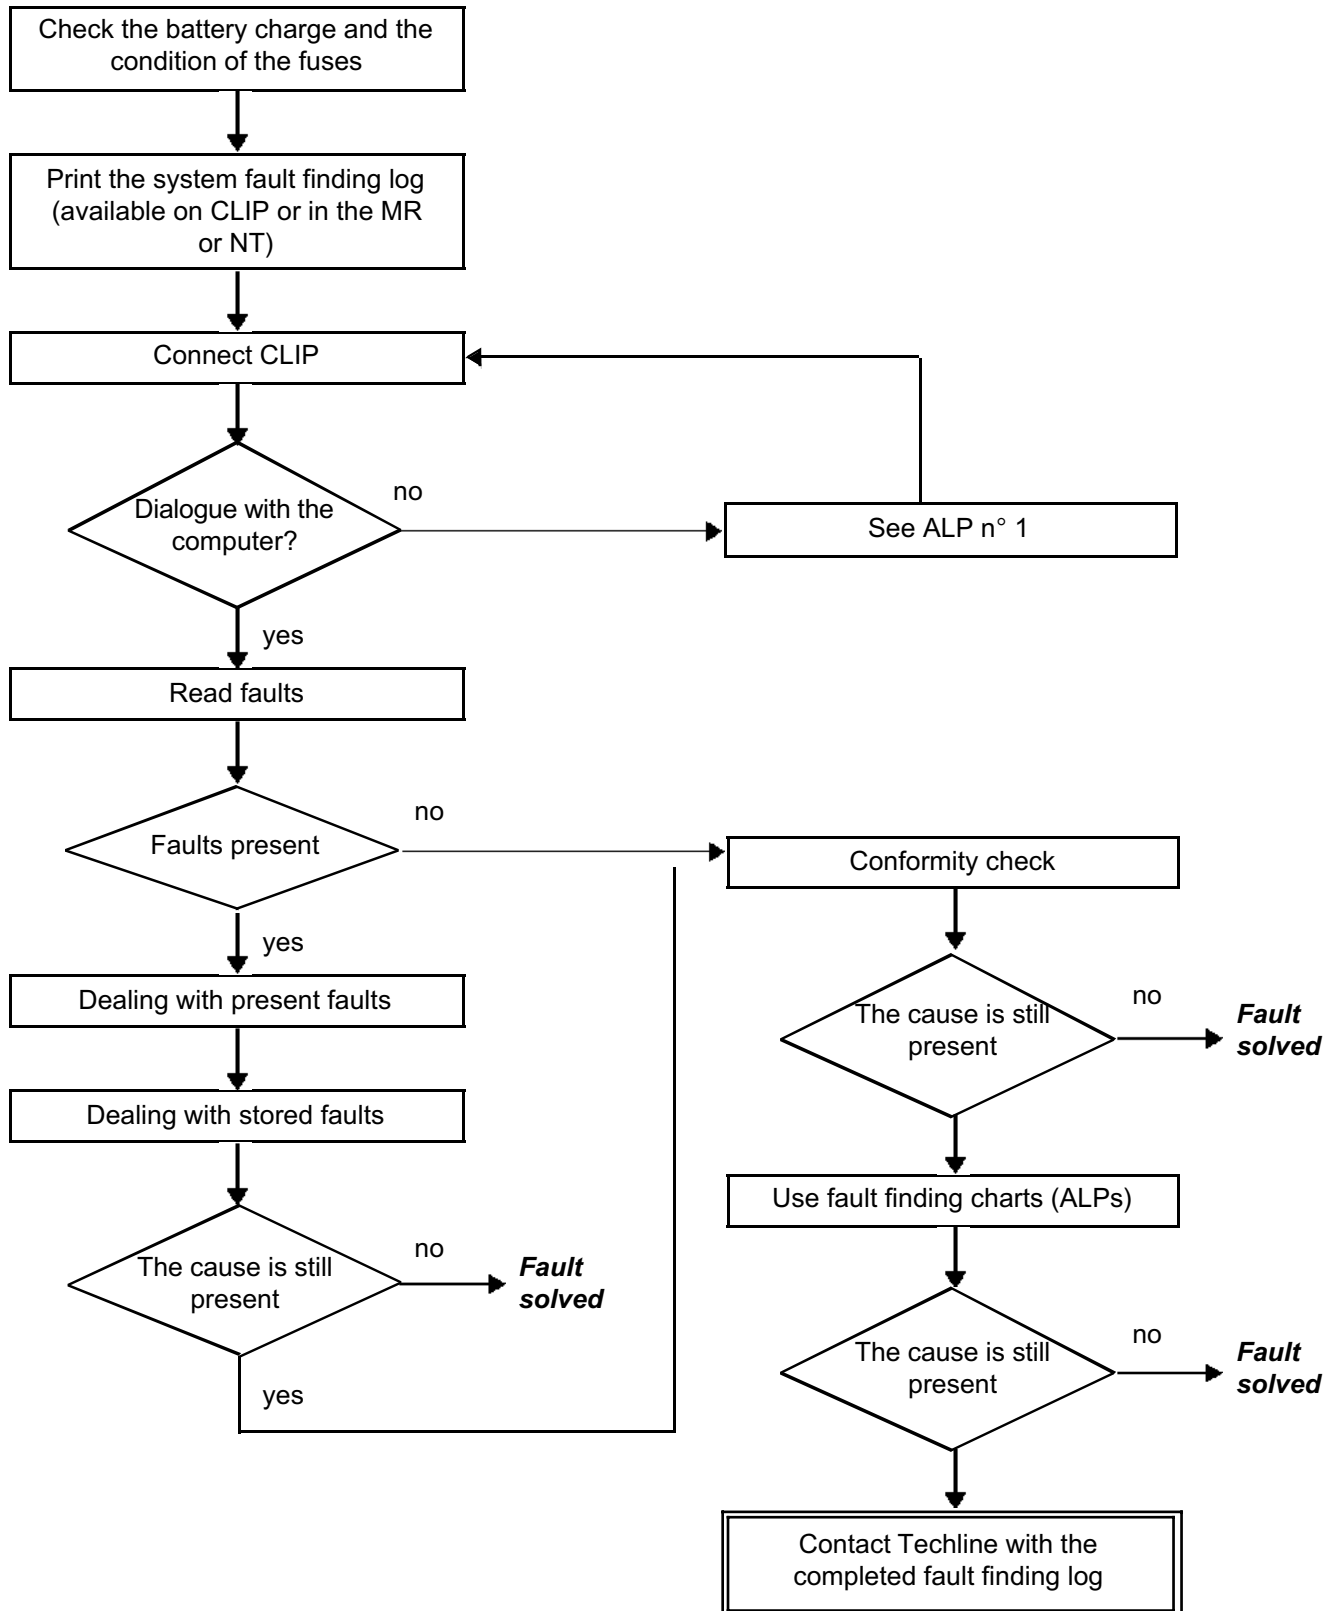 Check the battery charge and the
condition of the fuses
Print the system fault finding log
(available on CLIP or in the MR
or NT)
Connect CLIP
Dialogue with the
computer?
no
See ALP n° 1
yes
Read faults
Faults present
no
yes
Dealing with present faults
Dealing with stored faults
The cause is still
present
no
Fault
solved
yes
Conformity check
The cause is still
present
no
Fault
solved
Use fault finding charts (ALPs)
The cause is still
present
no
Fault
solved
Contact Techline with the
completed fault finding log